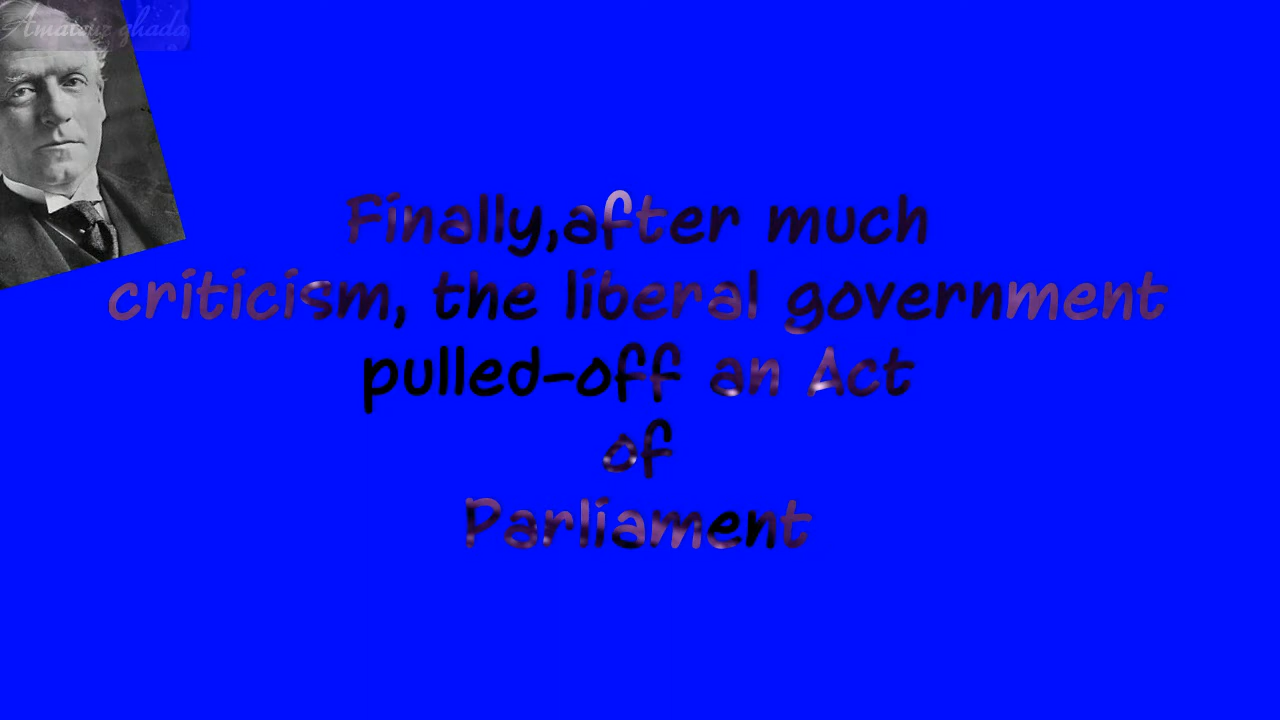 Finally,after much
criticism, the liberal government
pulled-off an Act
of
Parliament